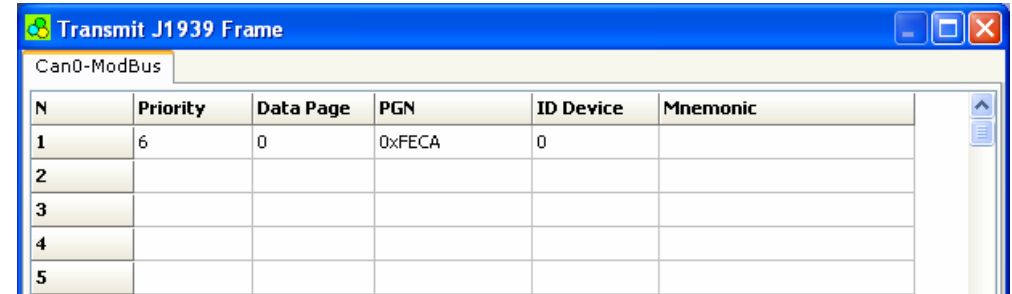 Transmit J1939 Frame
Can0-ModBus
N Priority Data Page PGN ID Device Mnemonic
1 6 0 0xFECA 0
2
3
4
5